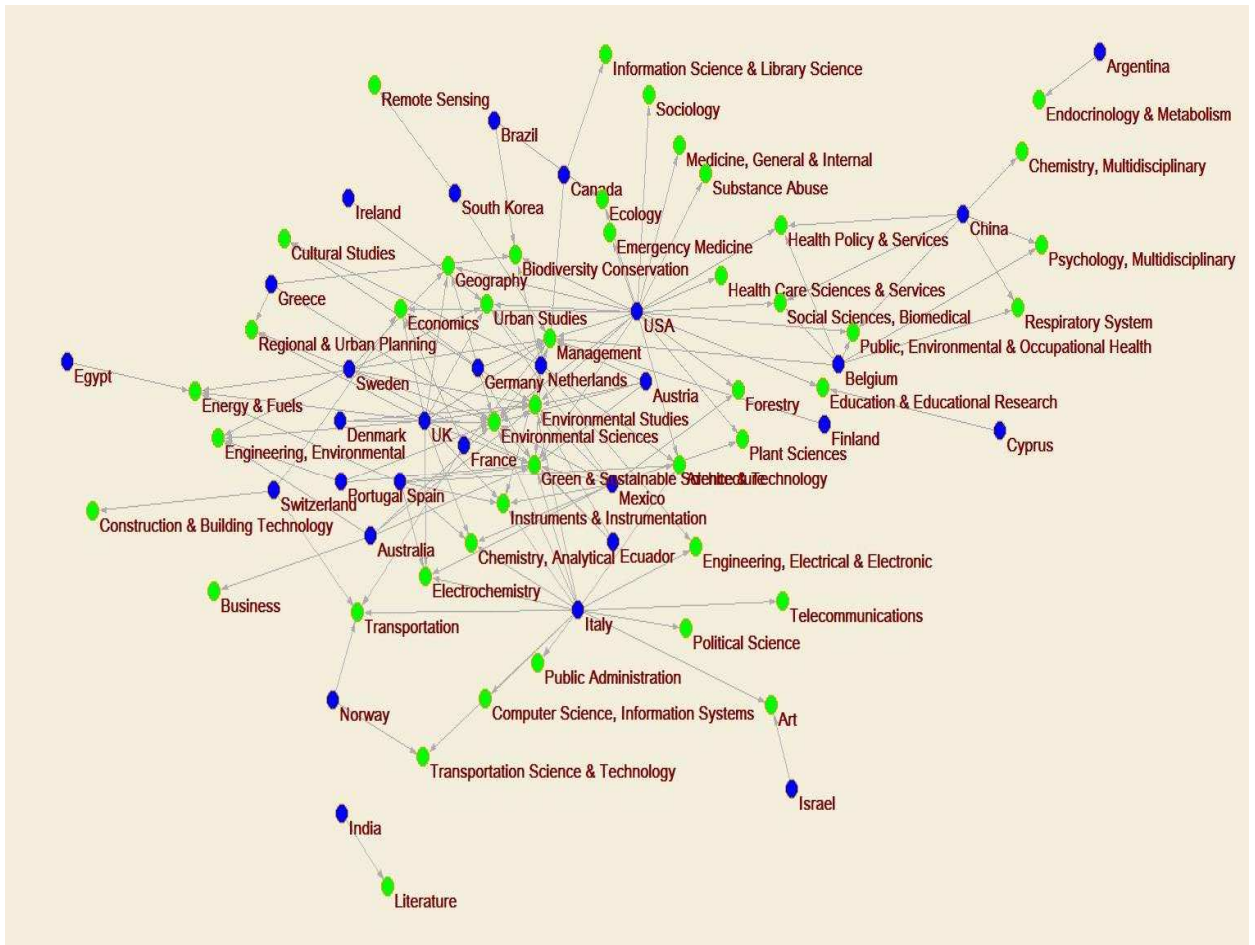 Argentina
Information Science & Library Science
Remote Sensing
Sociology
Endocrinology & Metabolism
Brazil
Medicine, General & Internal
Chemistry, Multidisciplinary
Canada
Substance Abuse
Ireland
South Korea
Ecology
China
Health Policy & Services
Cultural Studies
Emergency Medicine
Psychology, Multidisciplinary
Biodiversity Conservation
Geography
Health Care Sciences & Services
Greece
Economics
Urban Studies
USA
Social Sciences, Biomedical
Respiratory System
Regional & Urban Planning
Management
Public, Environmental & Occupational Health
Egypt
Sweden
Germany
Netherlands
Austria
Belgium
Energy & Fuels
Forestry
Education & Educational Research
Environmental Studies
Denmark
UK
Environmental Sciences
Finland
Cyprus
Engineering, Environmental
France
Plant Sciences
Green & Sustainable Science & Technology
Architecture
Switzerland
Portugal
Spain
Mexico
Construction & Building Technology
Instruments & Instrumentation
Australia
Chemistry, Analytical
Ecuador
Engineering, Electrical & Electronic
Electrochemistry
Business
Transportation
Italy
Telecommunications
Political Science
Public Administration
Norway
Computer Science, Information Systems
Art
Transportation Science & Technology
Israel
India
Literature